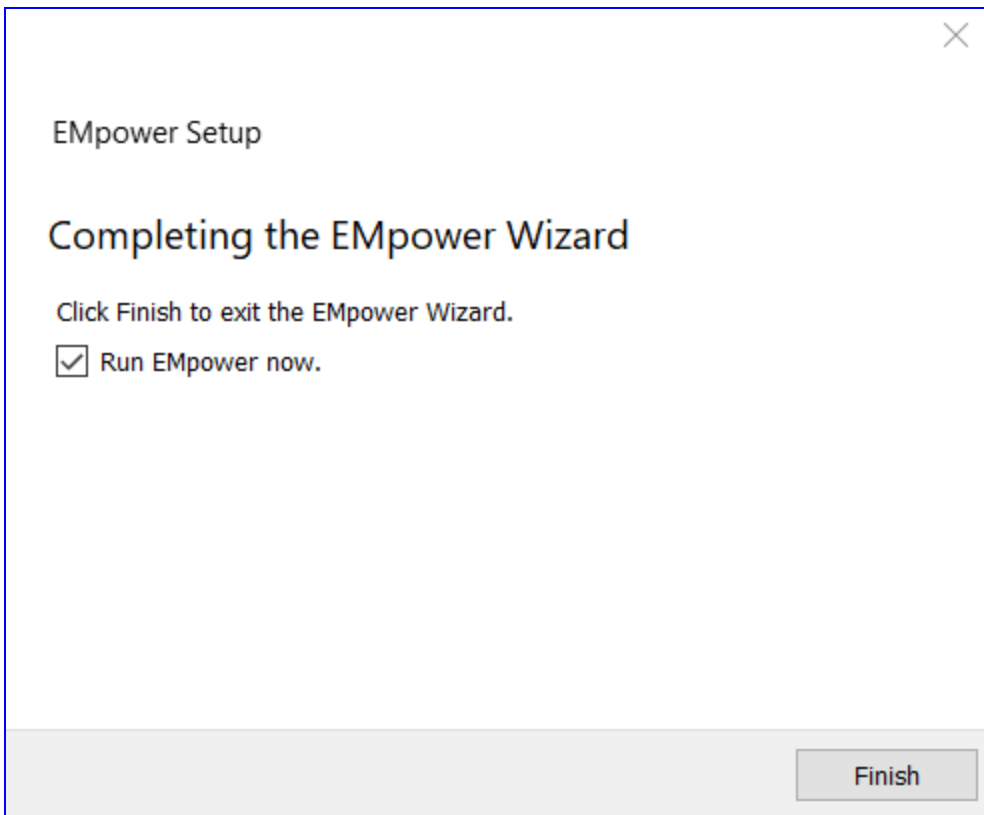 EMpower Setup
Completing the EMpower Wizard
Click Finish to exit the EMpower Wizard.
Run EMpower now.
Finish